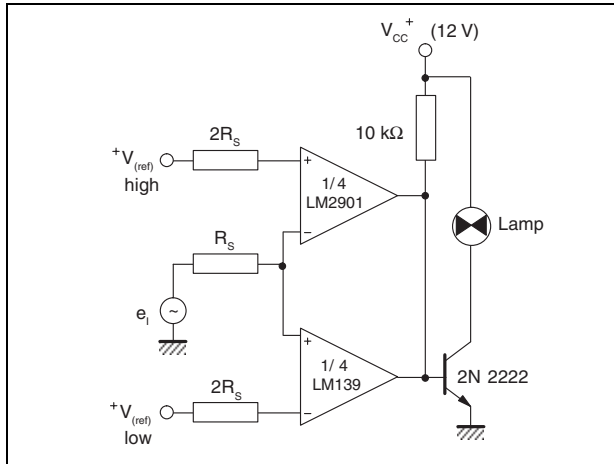 V_CC⁺ (12 V)
2R_S
10 kΩ
⁺V_(ref)
high
+
1/ 4
LM2901
−
R_S
Lamp
e_I
~
+
1/ 4
LM139
−
2N 2222
2R_S
⁺V_(ref)
low